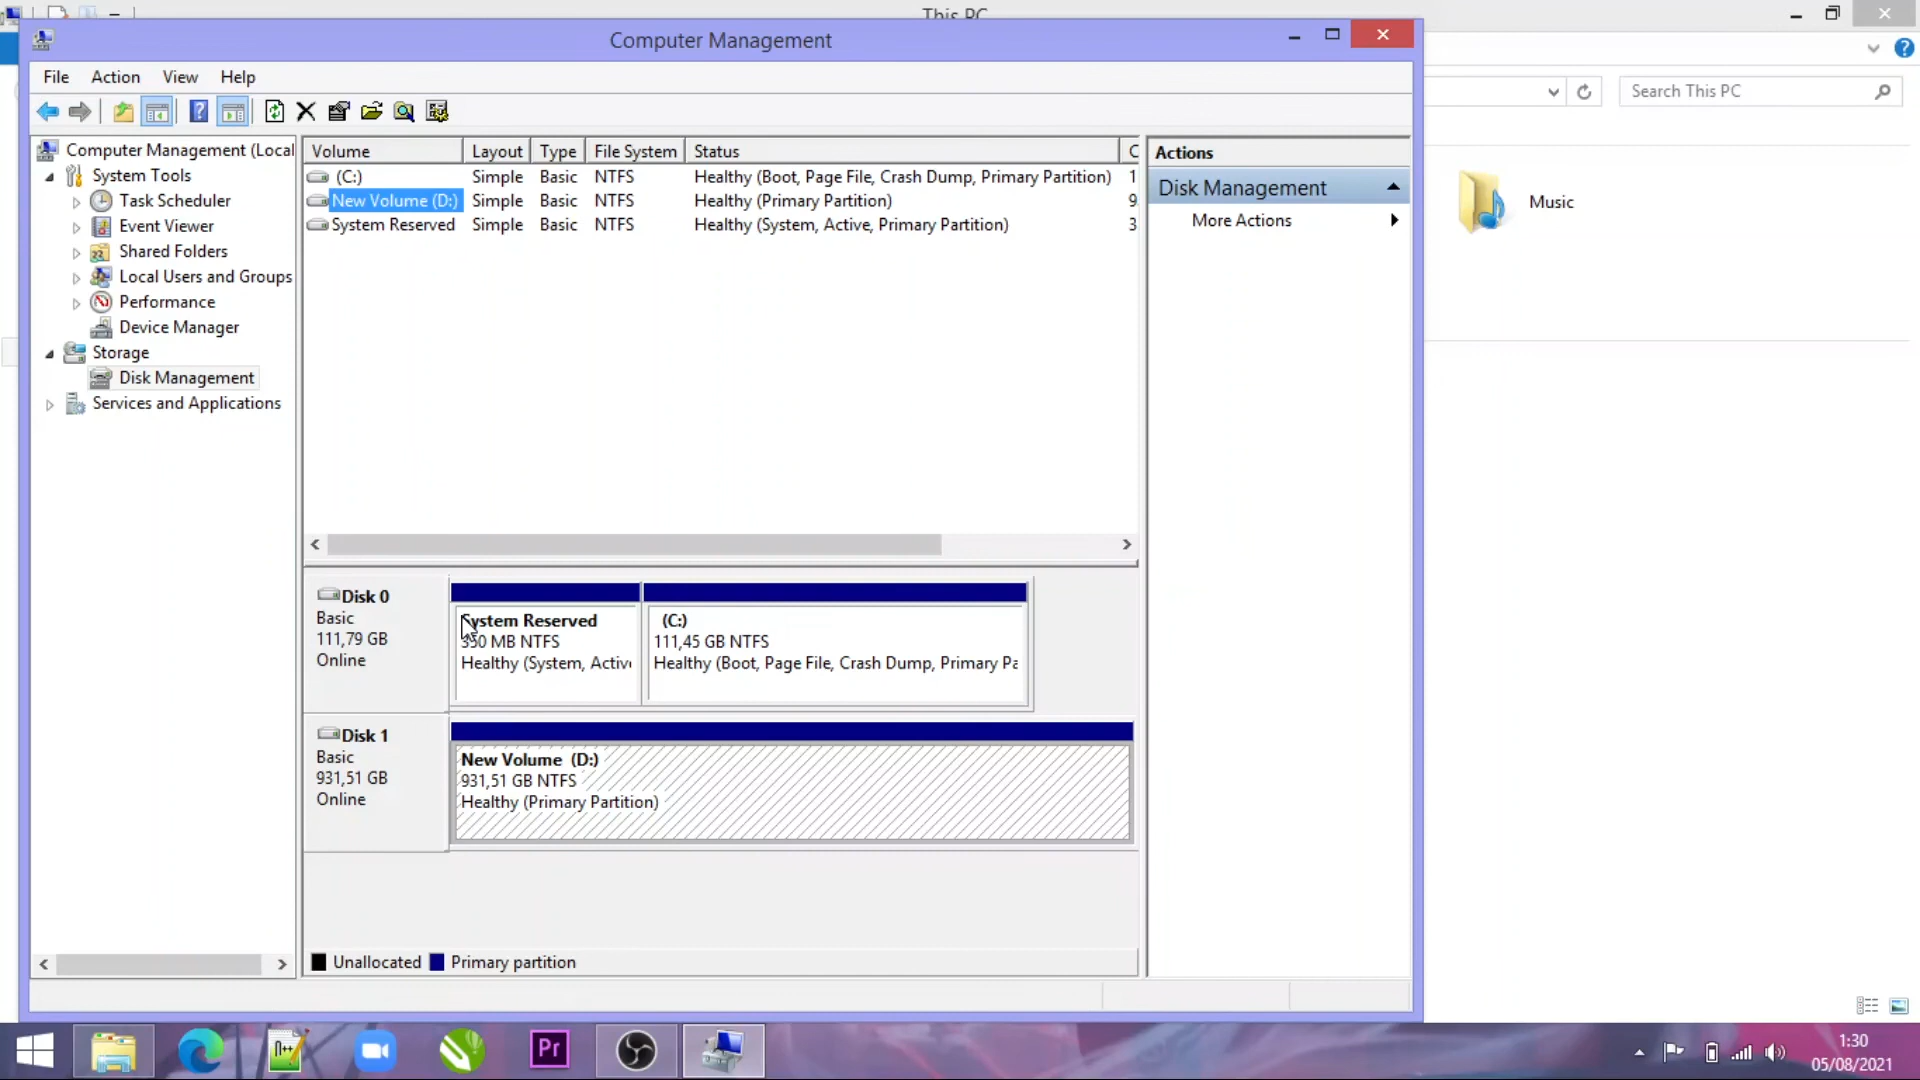 This PC
Computer Management
File Action View Help
Search This PC
Computer Management (Local
System Tools
Task Scheduler
Event Viewer
Shared Folders
Local Users and Groups
Performance
Device Manager
Storage
Disk Management
Services and Applications
Volume Layout Type File System Status C
(C:) Simple Basic NTFS Healthy (Boot, Page File, Crash Dump, Primary Partition) 1
New Volume (D:) Simple Basic NTFS Healthy (Primary Partition) 9
System Reserved Simple Basic NTFS Healthy (System, Active, Primary Partition) 3
Actions
Disk Management
More Actions
Music
Disk 0
Basic
111,79 GB
Online
System Reserved
350 MB NTFS
Healthy (System, Activ
(C:)
111,45 GB NTFS
Healthy (Boot, Page File, Crash Dump, Primary Pa
Disk 1
Basic
931,51 GB
Online
New Volume (D:)
931,51 GB NTFS
Healthy (Primary Partition)
Unallocated Primary partition
n++
Pr
1:30
05/08/2021